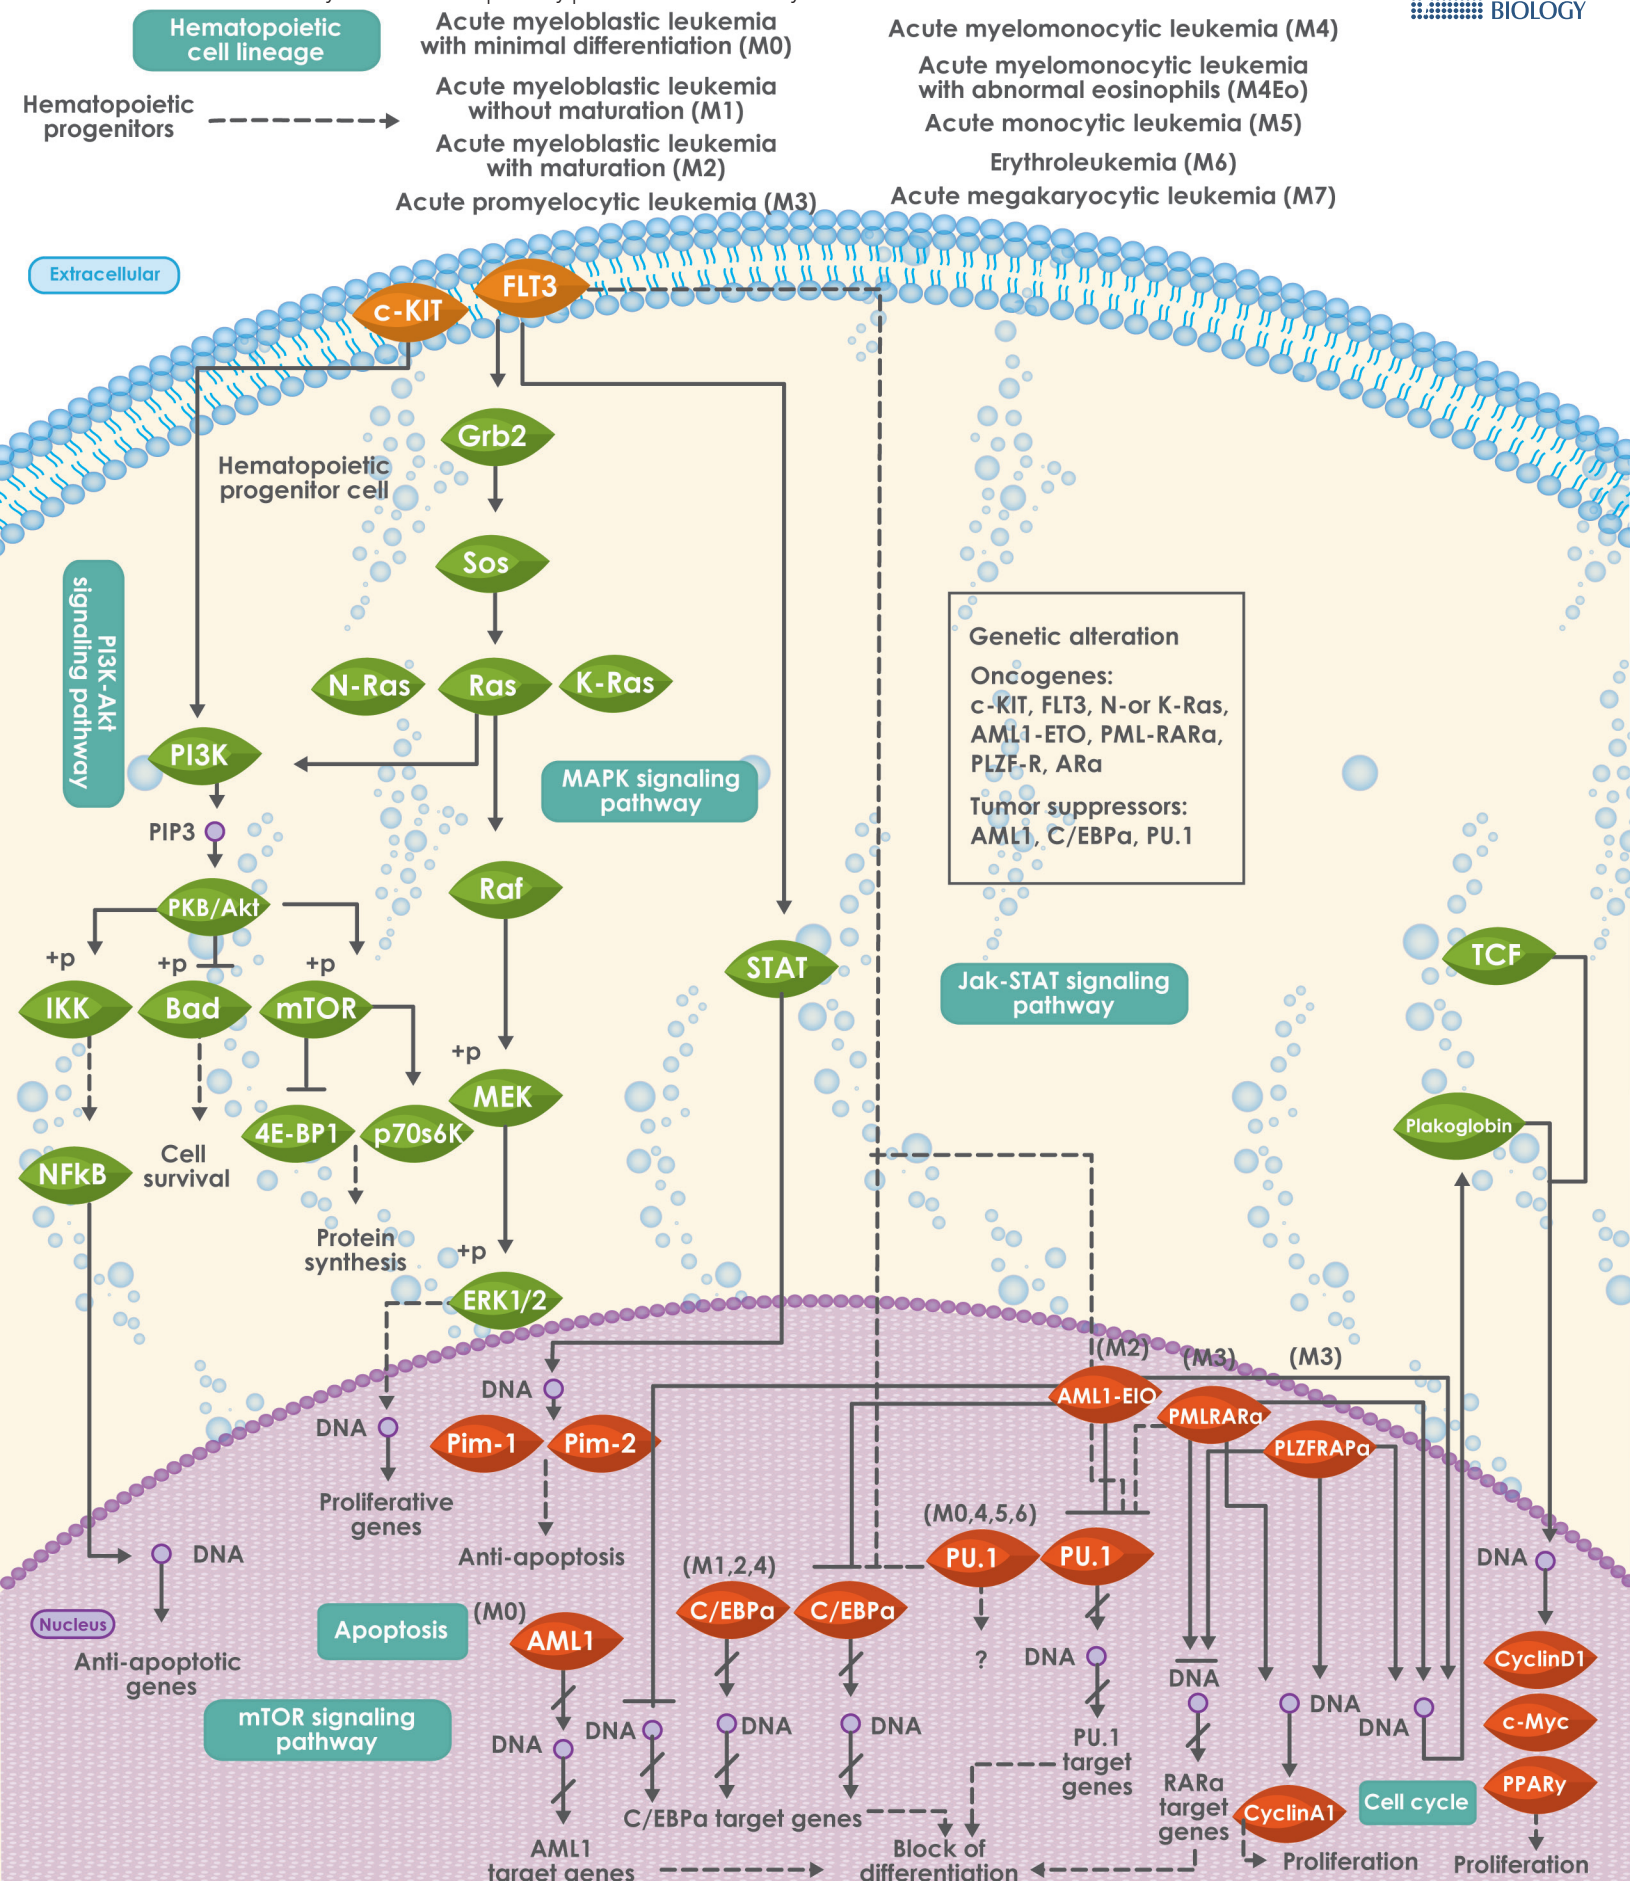 BIOLOGY
Hematopoietic
cell lineage
Hematopoietic
progenitors
Acute myeloblastic leukemia
with minimal differentiation (M0)
Acute myeloblastic leukemia
without maturation (M1)
Acute myeloblastic leukemia
with maturation (M2)
Acute promyelocytic leukemia (M3)
Acute myelomonocytic leukemia (M4)
Acute myelomonocytic leukemia
with abnormal eosinophils (M4Eo)
Acute monocytic leukemia (M5)
Erythroleukemia (M6)
Acute megakaryocytic leukemia (M7)
Extracellular
c-KIT
FLT3
Grb2
Hematopoietic
progenitor cell
Sos
PI3K-Akt
signaling pathway
N-Ras
Ras
K-Ras
Genetic alteration
Oncogenes:
c-KIT, FLT3, N-or K-Ras,
AML1-ETO, PML-RARa,
PLZF-R, ARa
Tumor suppressors:
AML1, C/EBPa, PU.1
PI3K
MAPK signaling
pathway
PIP3
PKB/Akt
Raf
+p
+p
+p
IKK
Bad
mTOR
STAT
Jak-STAT signaling
pathway
TCF
+p
MEK
4E-BP1
p70s6K
Plakoglobin
NFkB
Cell
survival
Protein
synthesis
+p
ERK1/2
(M2)
(M3)
(M3)
AML1-EIO
PMLRARa
PLZFRAPa
DNA
Pim-1
Pim-2
DNA
Proliferative
genes
Anti-apoptosis
DNA
Nucleus
Anti-apoptotic
genes
(M0,4,5,6)
PU.1
PU.1
(M1,2,4)
C/EBPa
C/EBPa
Apoptosis
(M0)
AML1
?
DNA
DNA
DNA
CyclinD1
c-Myc
PPARy
mTOR signaling
pathway
DNA
DNA
DNA
DNA
DNA
DNA
PU.1
target
genes
RARa
target
genes
CyclinA1
Cell cycle
C/EBPa target genes
AML1
target genes
Block of
differentiation
Proliferation
Proliferation